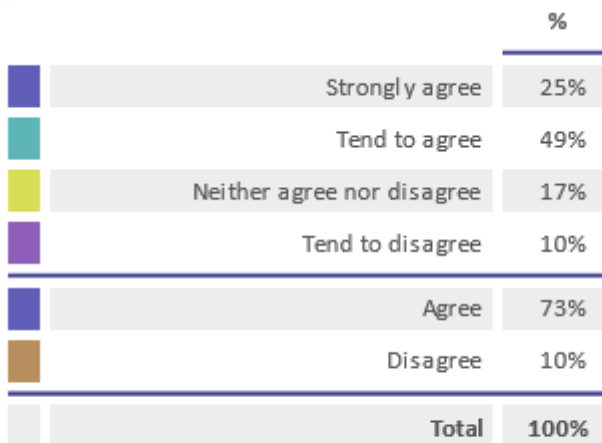 %
Strongly agree 25%
Tend to agree 49%
Neither agree nor disagree 17%
Tend to disagree 10%
Agree 73%
Disagree 10%
Total 100%